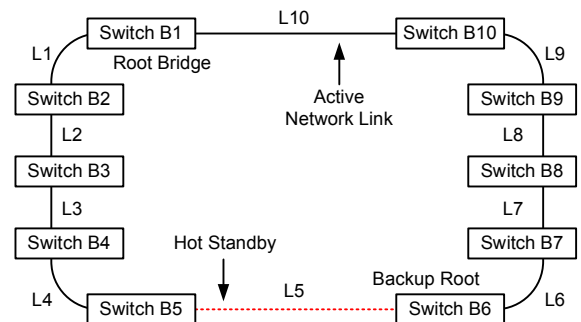 L10
Switch B1
Switch B10
L1
Root Bridge
L9
Active
Network Link
Switch B2
Switch B9
L2
L8
Switch B3
Switch B8
L3
L7
Switch B4
Hot Standby
Switch B7
Backup Root
L4
L5
L6
Switch B5
Switch B6